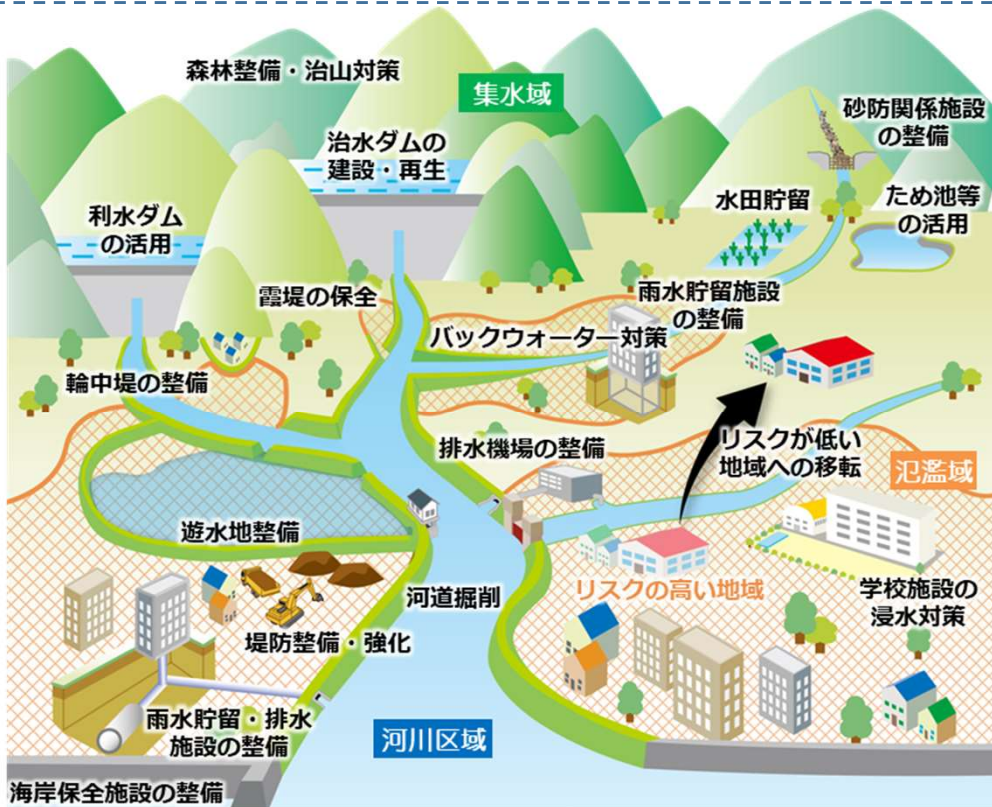 森林整備・治山対策
集水域
砂防関係施設
の整備
治水ダムの
建設・再生
水田貯留
ため池等
の活用
利水ダム
の活用
霞堤の保全
雨水貯留施設
の整備
バックウォーター対策
輪中堤の整備
排水機場の整備
リスクが低い
地域への移転
氾濫域
遊水地整備
河道掘削
リスクの高い地域
学校施設の
浸水対策
堤防整備・強化
雨水貯留・排水
施設の整備
河川区域
海岸保全施設の整備